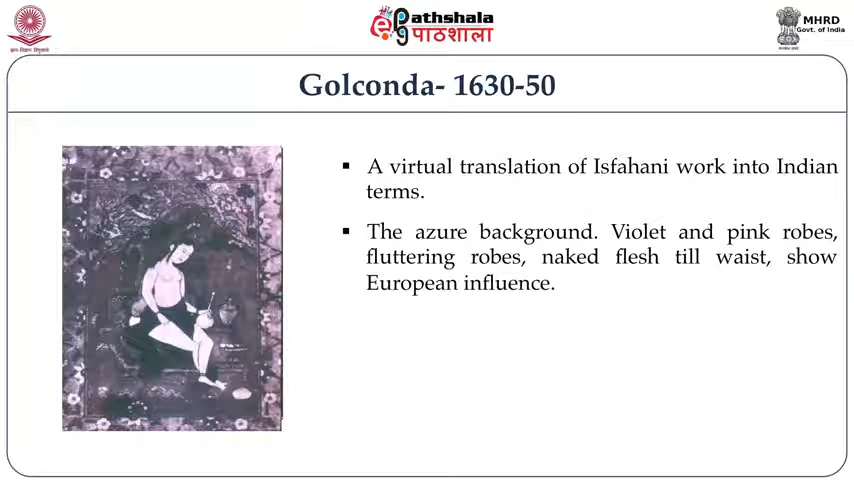 ePathshala
पाठशाला
MHRD
Govt. of India
Golconda- 1630-50
▪ A virtual translation of Isfahani work into Indian
terms.
▪ The azure background. Violet and pink robes,
fluttering robes, naked flesh till waist, show
European influence.